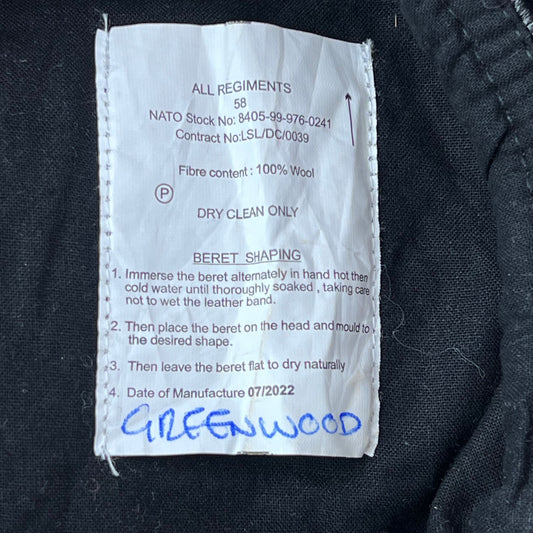 ALL REGIMENTS
58
NATO Stock No: 8405-99-976-0241
Contract No:LSL/DC/0039
Fibre content: 100% Wool
P
DRY CLEAN ONLY
BERET SHAPING
1. Immerse the beret alternately in hand hot then
cold water until thoroughly soaked , taking care
not to wet the leather band.
2. Then place the beret on the head and mould to
the desired shape.
3. Then leave the beret flat to dry naturally
4. Date of Manufacture 07/2022
GREENWOOD